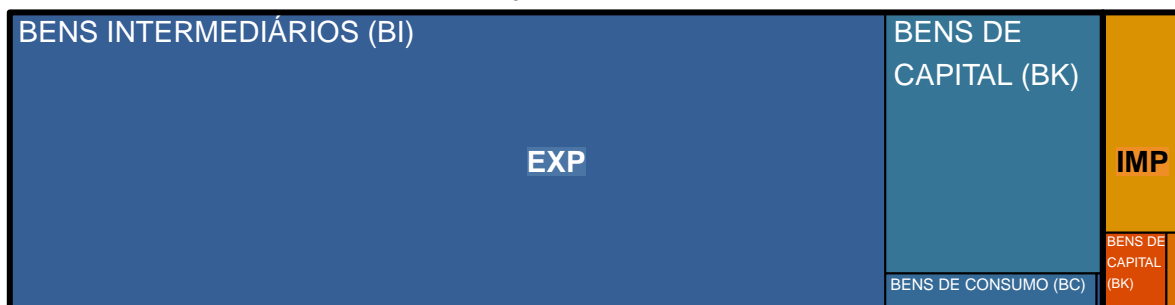 BENS INTERMEDIÁRIOS (BI)
BENS DE
CAPITAL (BK)
EXP
IMP
BENS DE CONSUMO (BC)
BENS DE
CAPITAL
(BK)